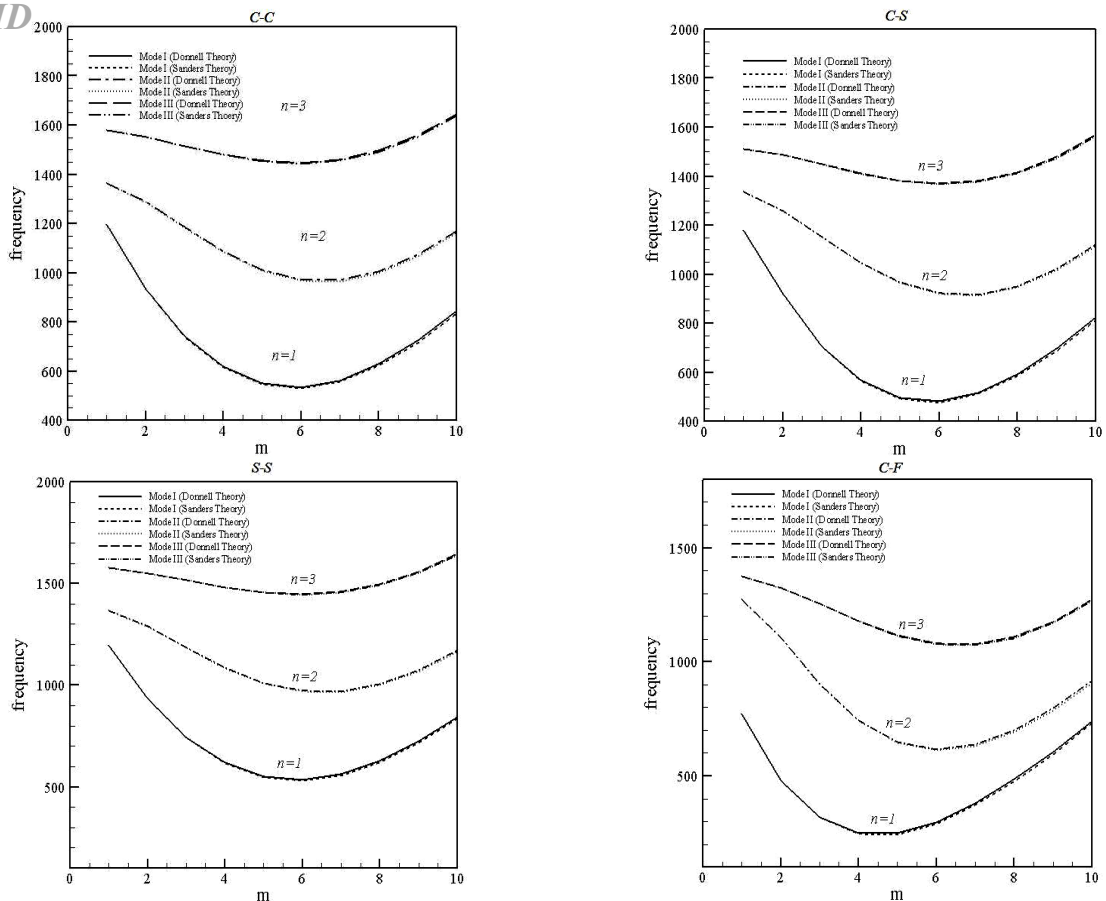 ID
C-C
2000
1800
1600
1400
1200
1000
800
600
400
0
2
4
6
8
10
frequency
m
Mode I (Donnell Theory)
Mode I (Sanders Theroy)
Mode II (Donnell Theory)
Mode II (Sanders Theory)
Mode III (Donnell Theory)
Mode III (Sanders Theory)
n=3
n=2
n=1
C-S
2000
1800
1600
1400
1200
1000
800
600
400
0
2
4
6
8
10
frequency
m
Mode I (Donnell Theory)
Mode I (Sanders Theory)
Mode II (Donnell Theory)
Mode II (Sanders Theory)
Mode III (Donnell Theory)
Mode III (Sanders Theory)
n=3
n=2
n=1
S-S
2000
1500
1000
500
0
2
4
6
8
10
frequency
m
Mode I (Donnell Theory)
Mode I (Sanders Theory)
Mode II (Donnell Theory)
Mode II (Sanders Theory)
Mode III (Donnell Theory)
Mode III (Sanders Theory)
n=3
n=2
n=1
C-F
1500
1000
500
0
2
4
6
8
10
frequency
m
Mode I (Donnell Theory)
Mode I (Sanders Theory)
Mode II (Donnell Theory)
Mode II (Sanders Theory)
Mode III (Donnell Theory)
Mode III (Sanders Theory)
n=3
n=2
n=1